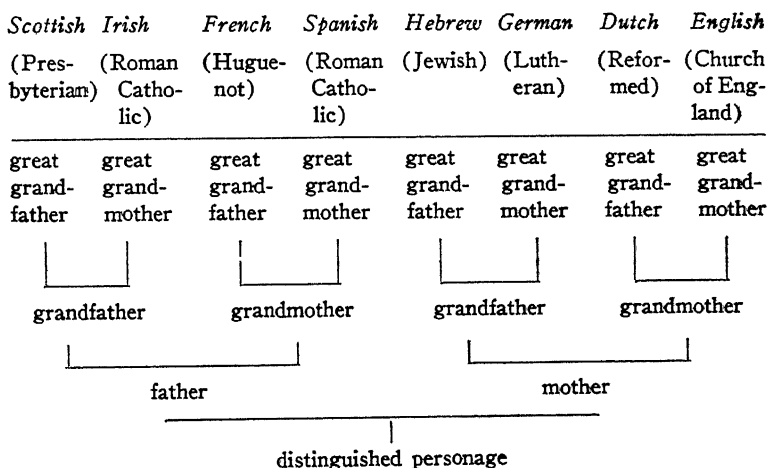 Scottish Irish French Spanish Hebrew German Dutch English
(Pres- (Roman (Hugue- (Roman (Jewish) (Luth- (Refor- (Church
byterian) Catho- not) Catho- eran) med) of Eng-
lic) lic) land)
great great great great great great great great
grand- grand- grand- grand- grand- grand- grand- grand-
father mother father mother father mother father mother
grandfather grandmother grandfather grandmother
father mother
distinguished personage